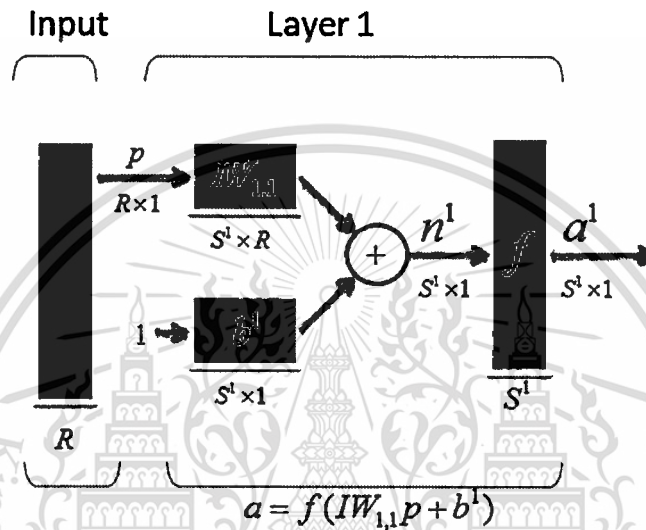 Input
Layer 1
p
R×1
IW₁,₁
S¹×R
1
b¹
S¹×1
+
n¹
S¹×1
f
a¹
S¹×1
R
S¹
a = f(IW₁,₁p + b¹)